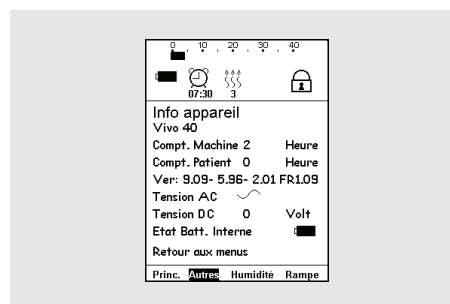 0 10 20 30 40
07:30 3
Info appareil
Vivo 40
Compt. Machine 2 Heure
Compt. Patient 0 Heure
Ver: 9.09- 5.96- 2.01 FR1.09
Tension AC
Tension DC 0 Volt
Etat Batt. Interne
Retour aux menus
Princ. Autres Humidité Rampe